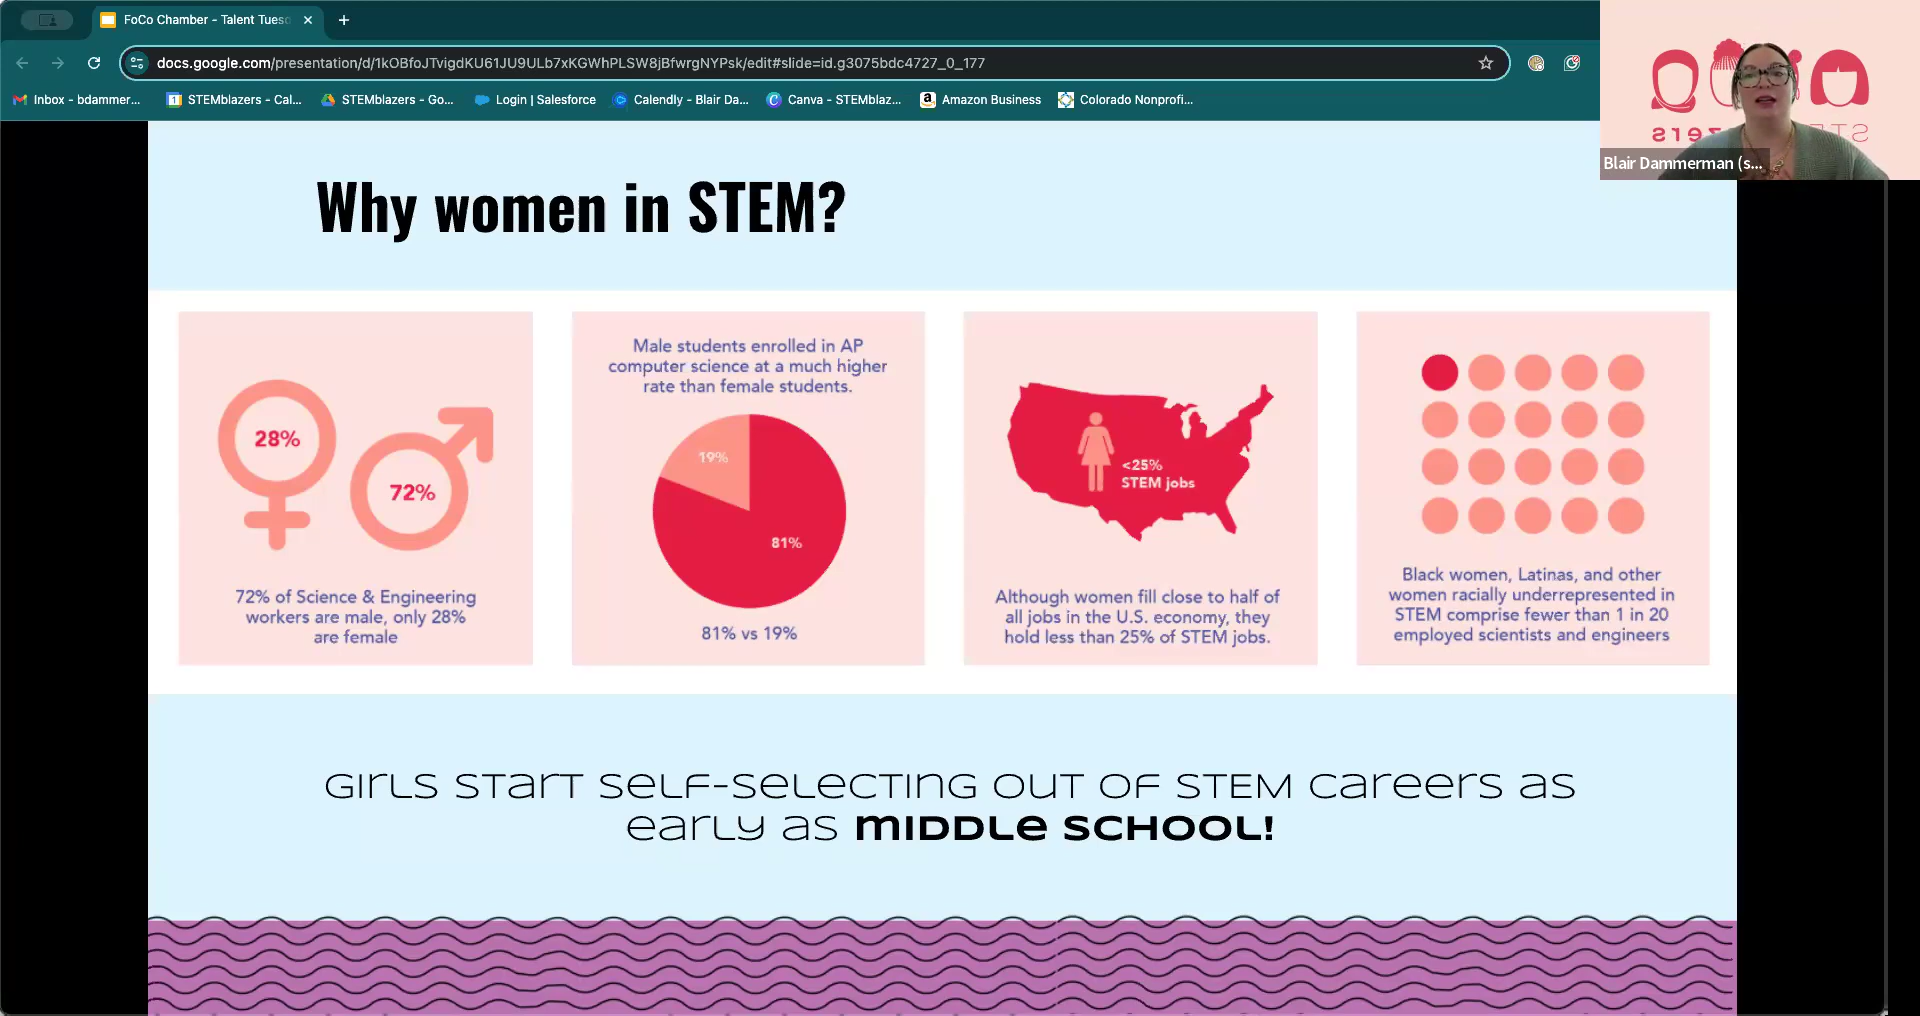 FoCo Chamber - Talent Tuesd
docs.google.com/presentation/d/1kOBfoJTvigdKU61JU9ULb7xKGWhPLSW8jBfwrgNYPsk/edit#slide=id.g3075bdc4727_0_177
Inbox - bdammer...
STEMblazers - Cal...
STEMblazers - Go...
Login | Salesforce
Calendly - Blair Da...
Canva - STEMblaz...
Amazon Business
Colorado Nonprofi...
Blair Dammerman (s...
Why women in STEM?
28%
72%
72% of Science & Engineering
workers are male, only 28%
are female
Male students enrolled in AP
computer science at a much higher
rate than female students.
19%
81%
81% vs 19%
<25%
STEM jobs
Although women fill close to half of
all jobs in the U.S. economy, they
hold less than 25% of STEM jobs.
Black women, Latinas, and other
women racially underrepresented in
STEM comprise fewer than 1 in 20
employed scientists and engineers
Girls start self-selecting out of STEM careers as
early as middle school!